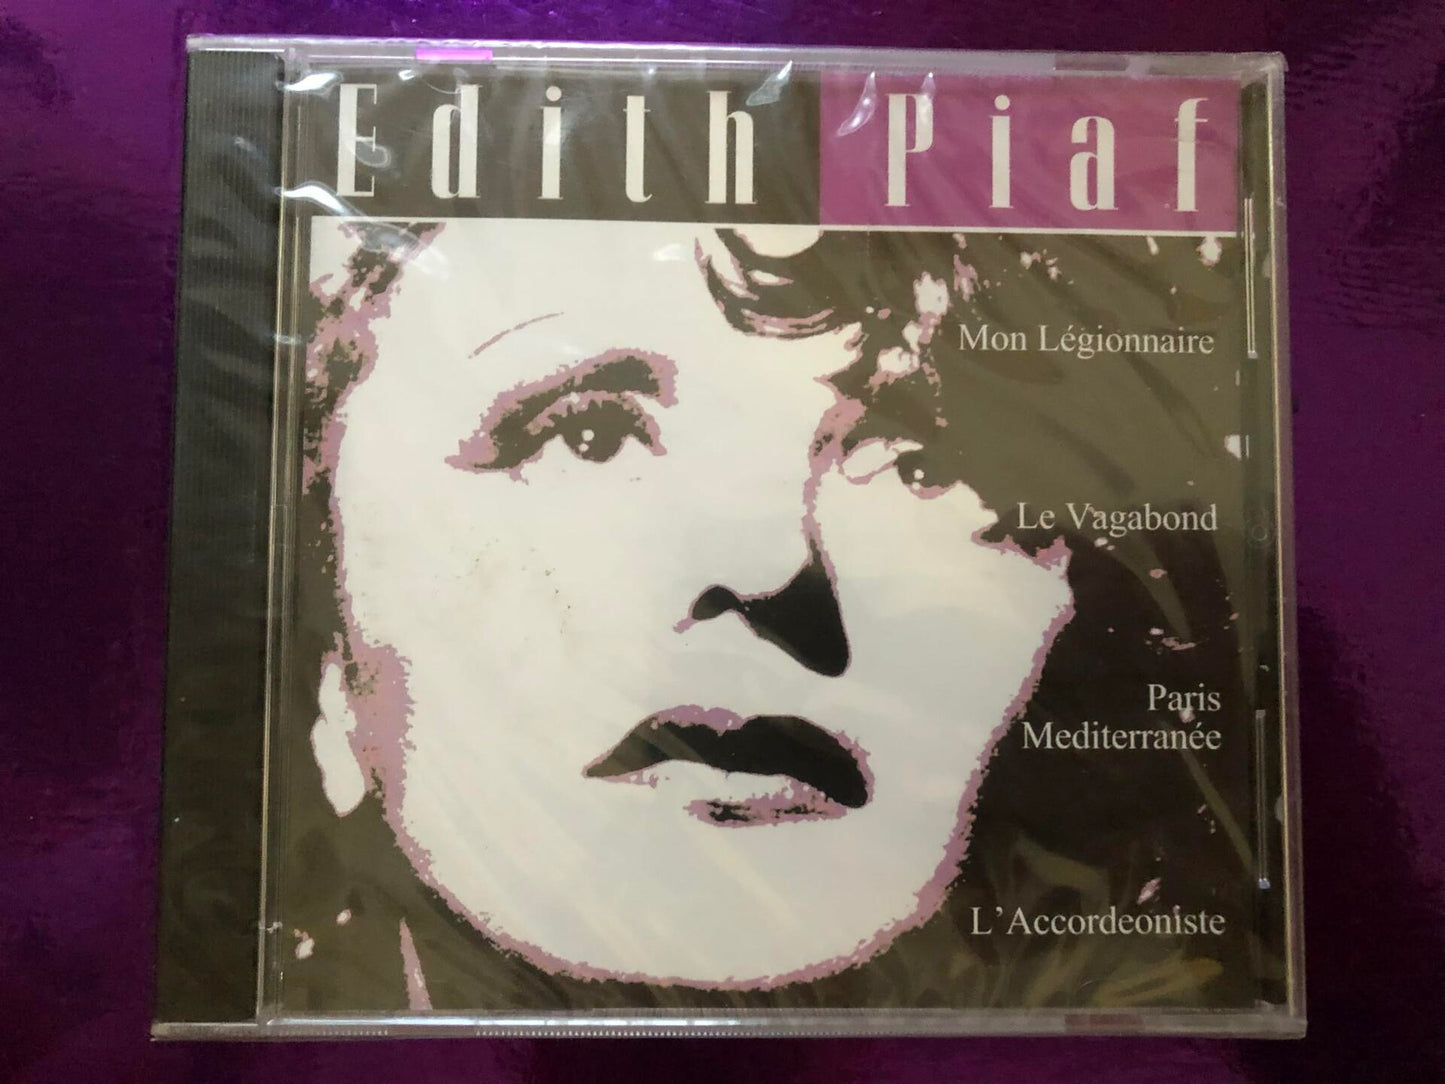 Edith Piaf
Mon Légionnaire
Le Vagabond
Paris
Mediterranée
L'Accordeoniste